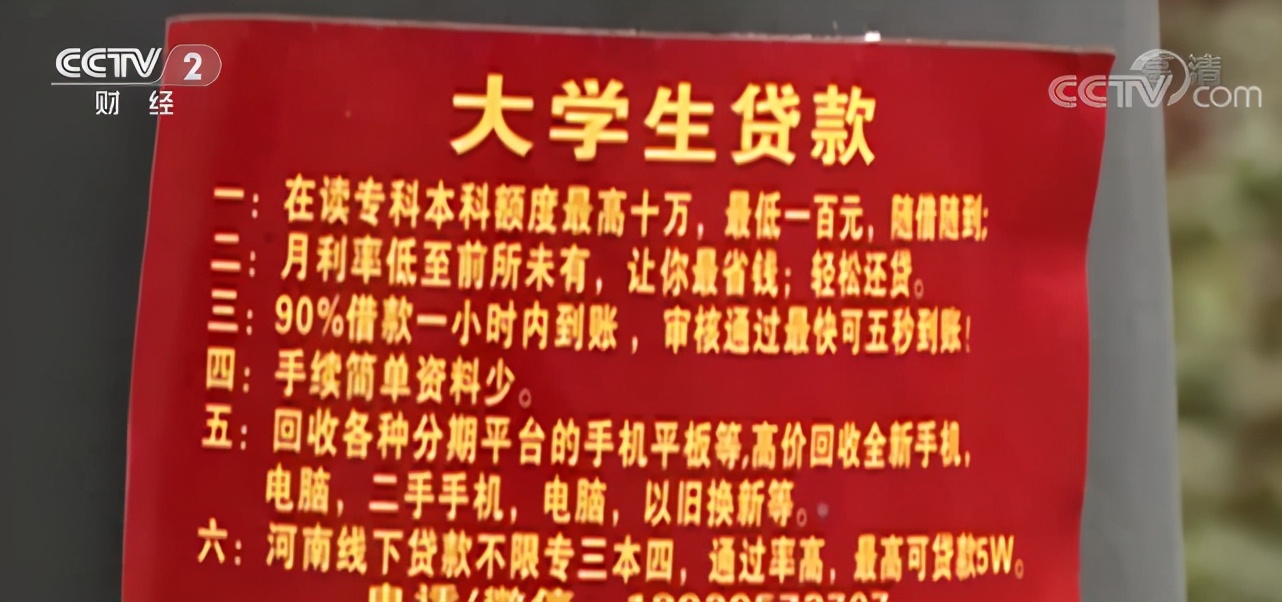 CCTV 2
财经
高清
CCTV.com
大学生贷款
一：在读专科本科额度最高十万，最低一百元，随借随到；
二：月利率低至前所未有，让你最省钱；轻松还贷。
三：90%借款一小时内到账，审核通过最快可五秒到账！
四：手续简单资料少。
五：回收各种分期平台的手机平板等,高价回收全新手机，
电脑，二手手机，电脑，以旧换新等。
六：河南线下贷款不限专三本四，通过率高，最高可贷款5W。